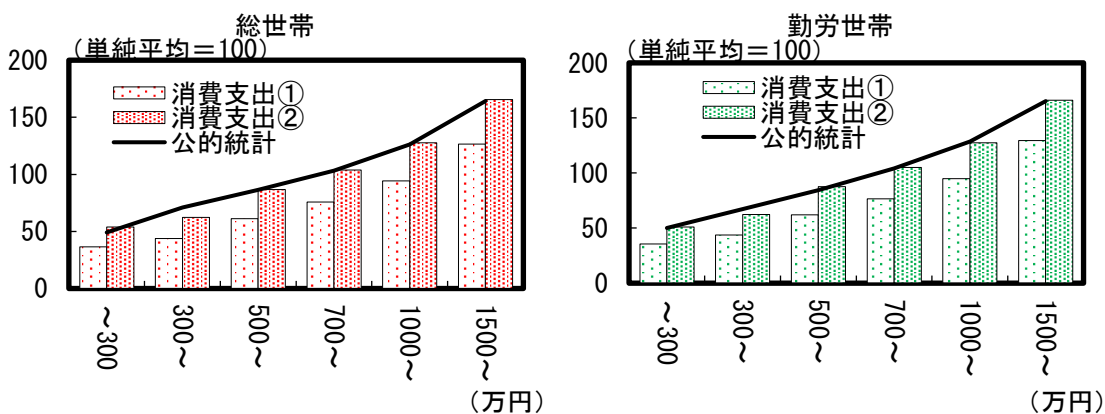 総世帯
(単純平均＝100)
200
150
100
50
0
消費支出①
消費支出②
公的統計
～300
300～
500～
700～
1000～
1500～
(万円)
勤労世帯
(単純平均＝100)
200
150
100
50
0
消費支出①
消費支出②
公的統計
～300
300～
500～
700～
1000～
1500～
(万円)